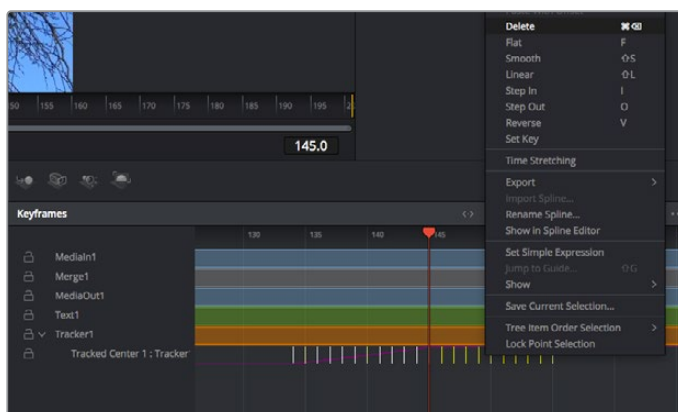 Delete ⌘⌫
Flat F
Smooth ⇧S
Linear ⇧L
Step In I
Step Out O
Reverse V
Set Key
Time Stretching
Export >
Import Spline...
Rename Spline...
Show in Spline Editor
Set Simple Expression
Jump to Guide... ⇧G
Show >
Save Current Selection...
Tree Item Order Selection >
Lock Point Selection
50 155 160 165 170 175 180 185 190 195
145.0
Keyframes
130 135 140 145
MediaIn1
Merge1
MediaOut1
Text1
Tracker1
Tracked Center 1 : Tracker